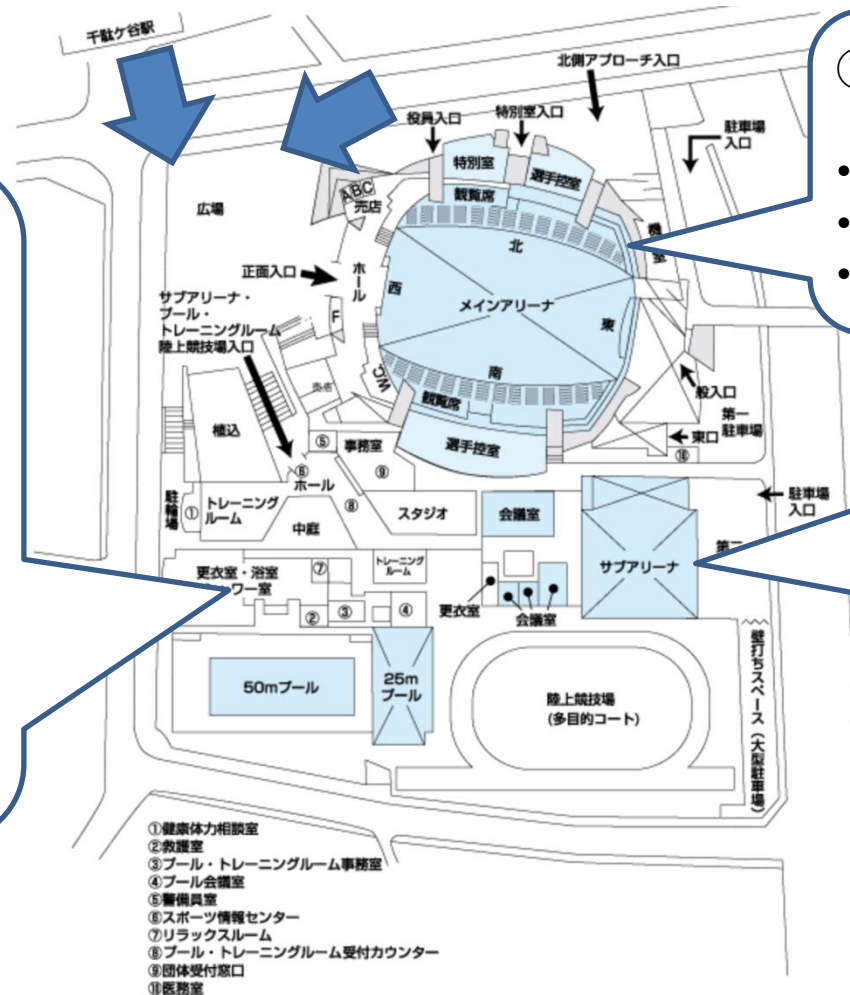 千駄ケ谷駅
北側アプローチ入口
役員入口
特別室入口
駐車場
入口
特別室
選手控室
ABC
売店
観覧席
広場
北
正面入口
ホール
西
メインアリーナ
東
サブアリーナ・
プール・
トレーニングルーム
陸上競技場入口
F
W.C.
南
観覧席
売店
般入口
第一
駐車場
植込
⑤
事務室
選手控室
東口
⑩
⑥
ホール
⑨
駐輪場
①
トレーニング
ルーム
⑧
スタジオ
会議室
駐車場
入口
中庭
第二
更衣室・浴室
ワー室
⑦
トレーニング
ルーム
サブアリーナ
更衣室
会議室
②
③
④
50mプール
25m
プール
陸上競技場
(多目的コート)
壁打ちスペース(大型駐車場)
①健康体力相談室
②救護室
③プール・トレーニングルーム事務室
④プール会議室
⑤警備員室
⑥スポーツ情報センター
⑦リラックスルーム
⑧プール・トレーニングルーム受付カウンター
⑨団体受付窓口
⑩医務室